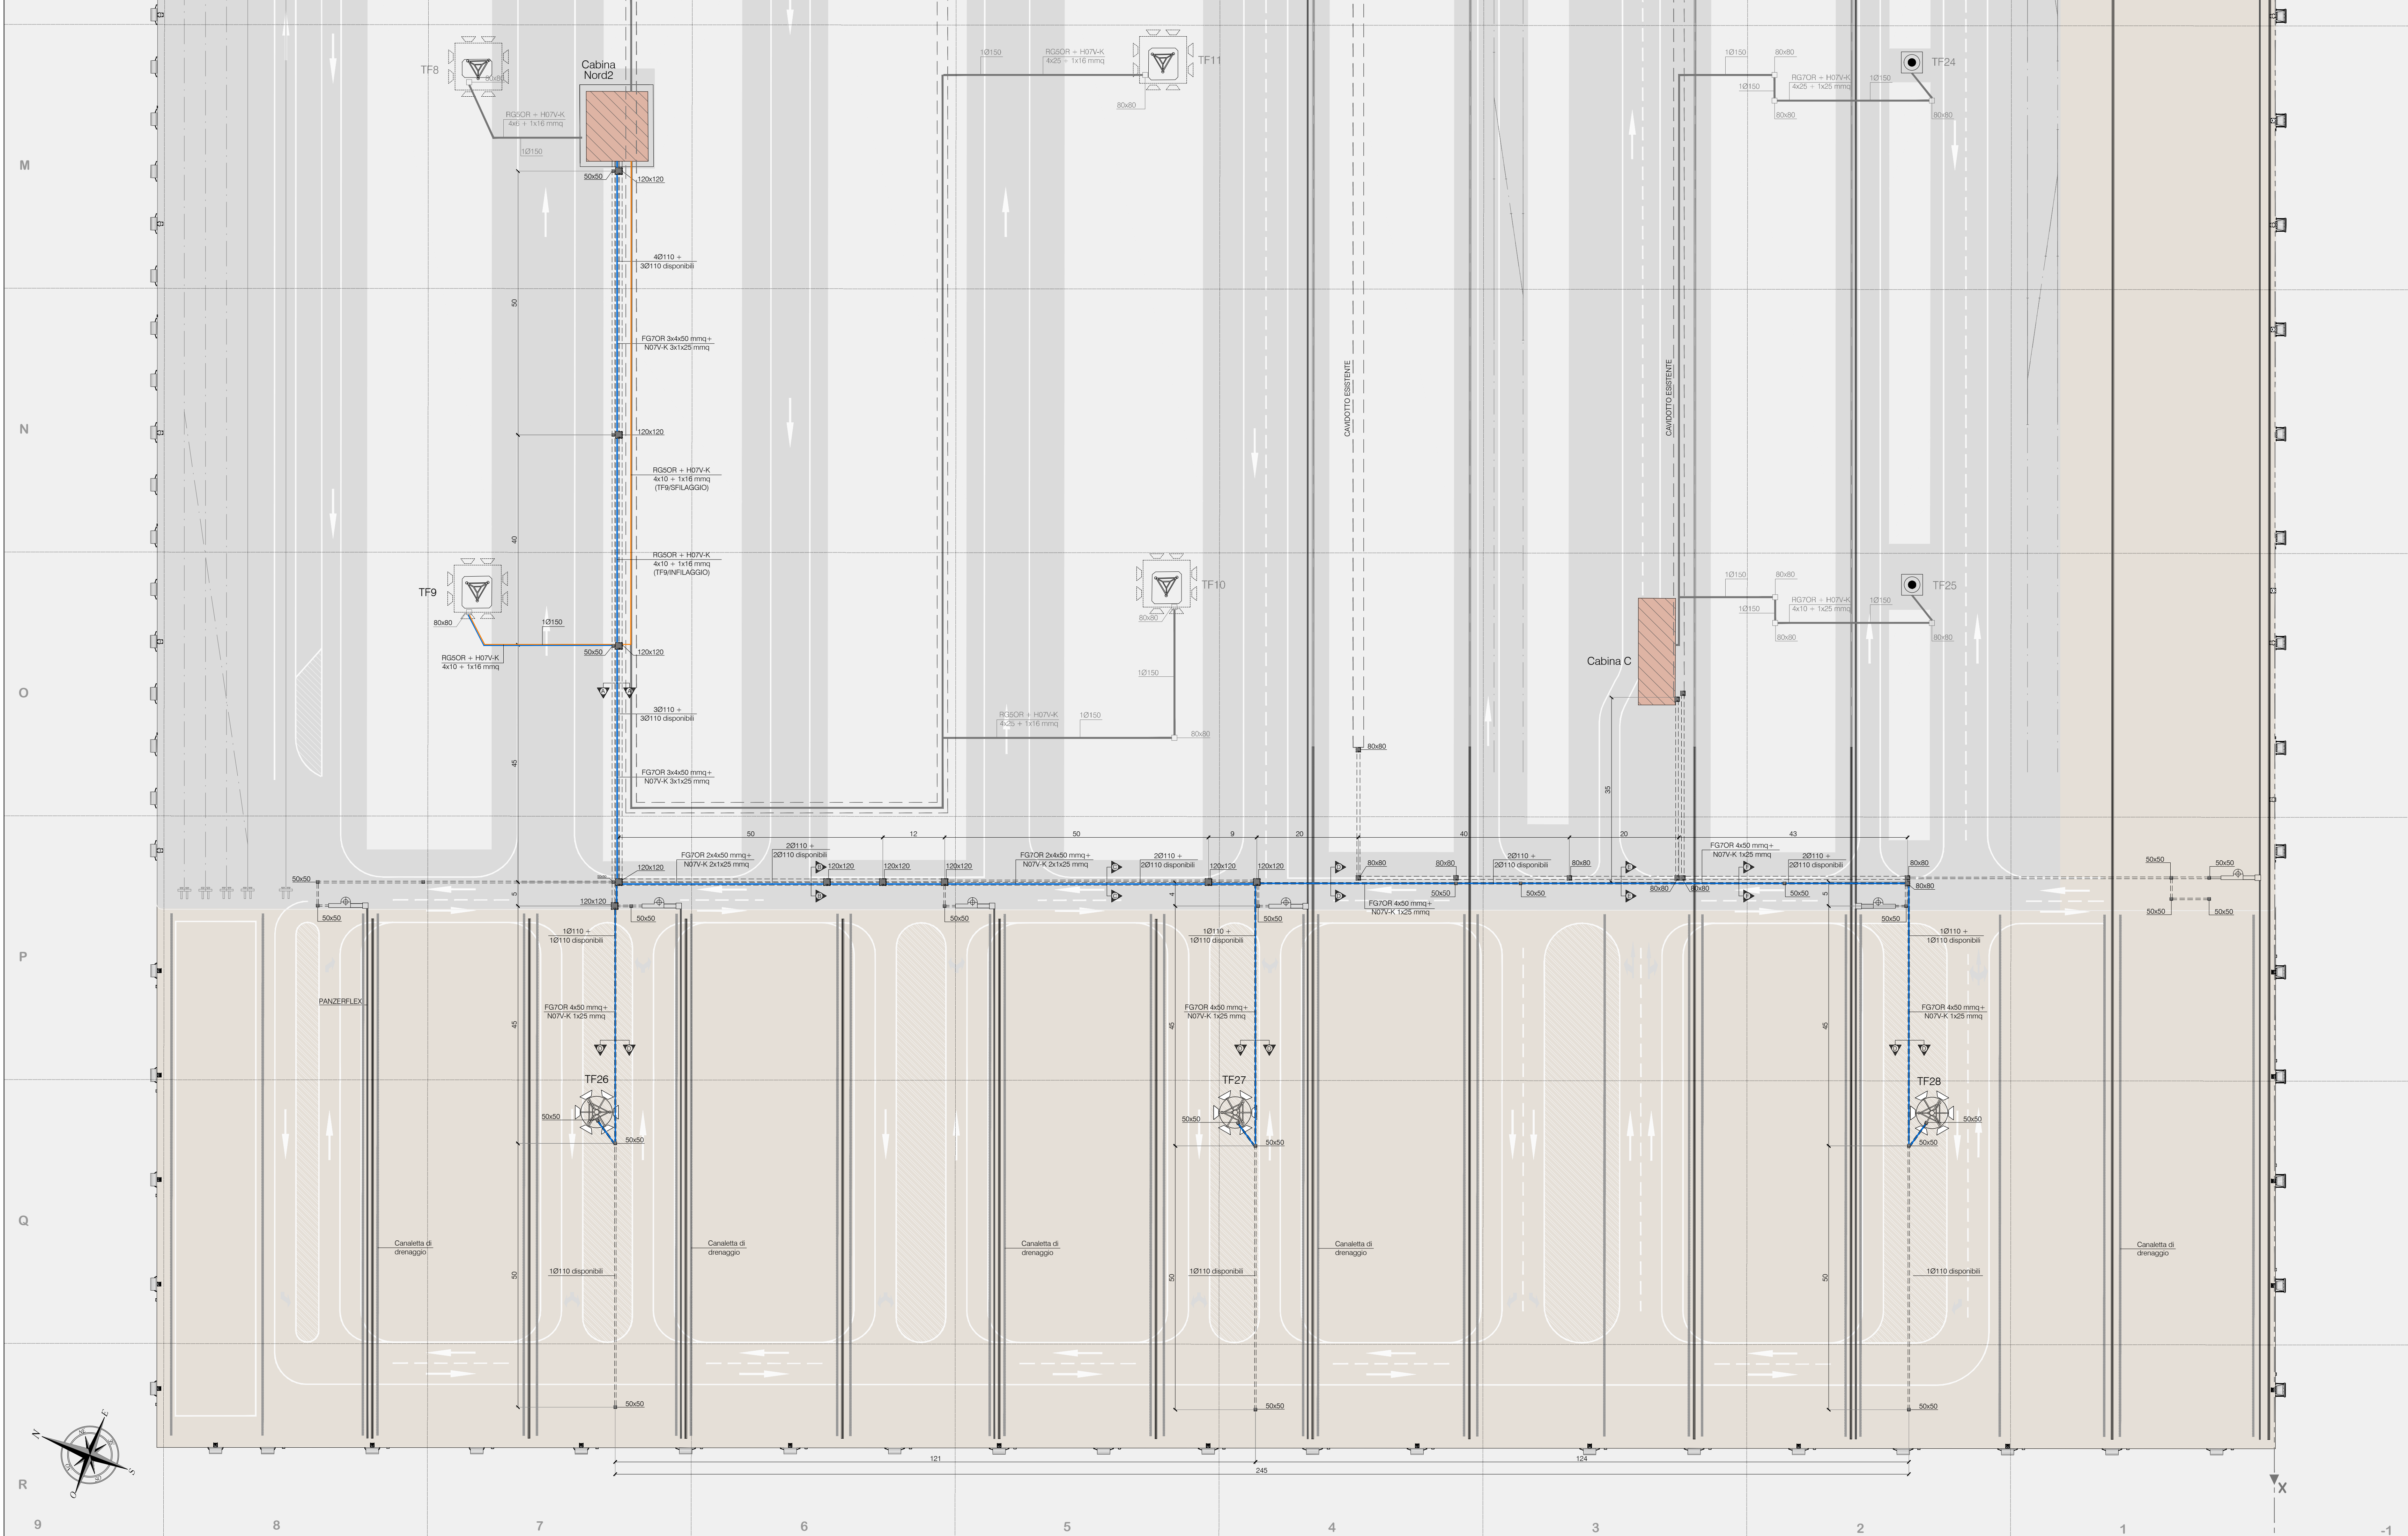 TF8
80x80
RG5OR + H07V-K
4x6 + 1x16 mmq
1Ø150
Cabina
Nord2
1Ø150
RG5OR + H07V-K
4x25 + 1x16 mmq
TF11
80x80
1Ø150
80x80
1Ø150
RG7OR + H07V-K
4x25 + 1x25 mmq
1Ø150
80x80
80x80
TF24
M
50x50
120x120
4Ø110 +
3Ø110 disponibili
50
FG7OR 3x4x50 mmq+
N07V-K 3x1x25 mmq
CAVIDOTTO ESISTENTE
CAVIDOTTO ESISTENTE
N
120x120
RG5OR + H07V-K
4x10 + 1x16 mmq
(TF9/SFILAGGIO)
40
RG5OR + H07V-K
4x10 + 1x16 mmq
(TF9/INFILAGGIO)
TF9
80x80
1Ø150
RG5OR + H07V-K
4x10 + 1x16 mmq
50x50
120x120
TF10
80x80
1Ø150
RG5OR + H07V-K
4x25 + 1x16 mmq
1Ø150
80x80
1Ø150
80x80
1Ø150
RG7OR + H07V-K
4x10 + 1x25 mmq
1Ø150
80x80
80x80
TF25
Cabina C
O
3Ø110 +
3Ø110 disponibili
45
FG7OR 3x4x50 mmq+
N07V-K 3x1x25 mmq
80x80
35
50
12
50
9
20
40
20
43
50x50
120x120
FG7OR 2x4x50 mmq+
N07V-K 2x1x25 mmq
2Ø110 +
2Ø110 disponibili
120x120
120x120
120x120
FG7OR 2x4x50 mmq+
N07V-K 2x1x25 mmq
2Ø110 +
2Ø110 disponibili
120x120
120x120
80x80
80x80
50x50
FG7OR 4x50 mmq+
N07V-K 1x25 mmq
2Ø110 +
2Ø110 disponibili
50x50
80x80
80x80
80x80
FG7OR 4x50 mmq+
N07V-K 1x25 mmq
2Ø110 +
2Ø110 disponibili
50x50
80x80
80x80
50x50
50x50
50x50
50x50
5
4
5
120x120
50x50
50x50
50x50
50x50
50x50
1Ø110 +
1Ø110 disponibili
1Ø110 +
1Ø110 disponibili
1Ø110 +
1Ø110 disponibili
P
PANZERFLEX
FG7OR 4x50 mmq+
N07V-K 1x25 mmq
FG7OR 4x50 mmq+
N07V-K 1x25 mmq
FG7OR 4x50 mmq+
N07V-K 1x25 mmq
45
45
45
TF26
TF27
TF28
50x50
50x50
50x50
50x50
50x50
50x50
Q
Canaletta di
drenaggio
Canaletta di
drenaggio
Canaletta di
drenaggio
Canaletta di
drenaggio
Canaletta di
drenaggio
1Ø110 disponibili
1Ø110 disponibili
1Ø110 disponibili
50
50
50
50x50
50x50
50x50
N
E
S
O
121
124
245
R
X
9
8
7
6
5
4
3
2
1
-1